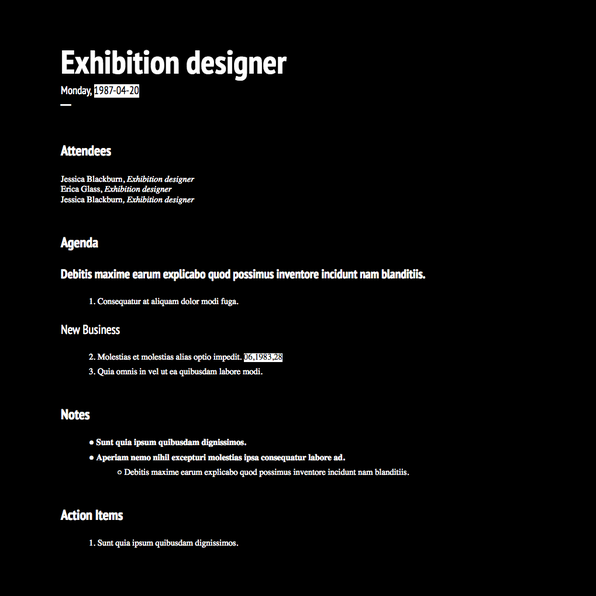 Exhibition designer
Monday, 1987-04-20
Attendees
Jessica Blackburn, Exhibition designer
Erica Glass, Exhibition designer
Jessica Blackburn, Exhibition designer
Agenda
Debitis maxime earum explicabo quod possimus inventore incidunt nam blanditiis.
1. Consequatur at aliquam dolor modi fuga.
New Business
2. Molestias et molestias alias optio impedit. 06,1983,28
3. Quia omnis in vel ut ea quibusdam labore modi.
Notes
● Sunt quia ipsum quibusdam dignissimos.
● Aperiam nemo nihil excepturi molestias ipsa consequatur labore ad.
○ Debitis maxime earum explicabo quod possimus inventore incidunt nam blanditiis.
Action Items
1. Sunt quia ipsum quibusdam dignissimos.